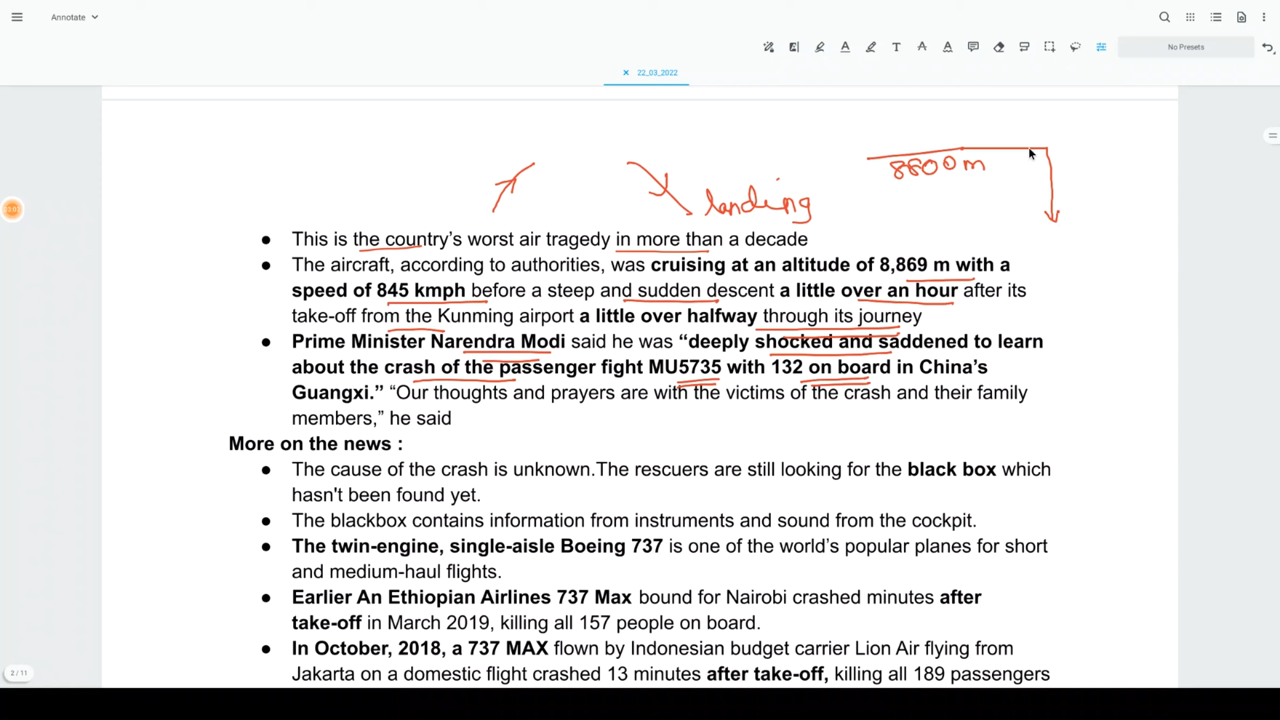 Annotate
No Presets
22_03_2022
8800 m
landing
● This is the country's worst air tragedy in more than a decade
● The aircraft, according to authorities, was cruising at an altitude of 8,869 m with a
speed of 845 kmph before a steep and sudden descent a little over an hour after its
take-off from the Kunming airport a little over halfway through its journey
● Prime Minister Narendra Modi said he was “deeply shocked and saddened to learn
about the crash of the passenger fight MU5735 with 132 on board in China's
Guangxi.” “Our thoughts and prayers are with the victims of the crash and their family
members,” he said
More on the news :
● The cause of the crash is unknown.The rescuers are still looking for the black box which
hasn't been found yet.
● The blackbox contains information from instruments and sound from the cockpit.
● The twin-engine, single-aisle Boeing 737 is one of the world's popular planes for short
and medium-haul flights.
● Earlier An Ethiopian Airlines 737 Max bound for Nairobi crashed minutes after
take-off in March 2019, killing all 157 people on board.
● In October, 2018, a 737 MAX flown by Indonesian budget carrier Lion Air flying from
2 / 11
Jakarta on a domestic flight crashed 13 minutes after take-off, killing all 189 passengers